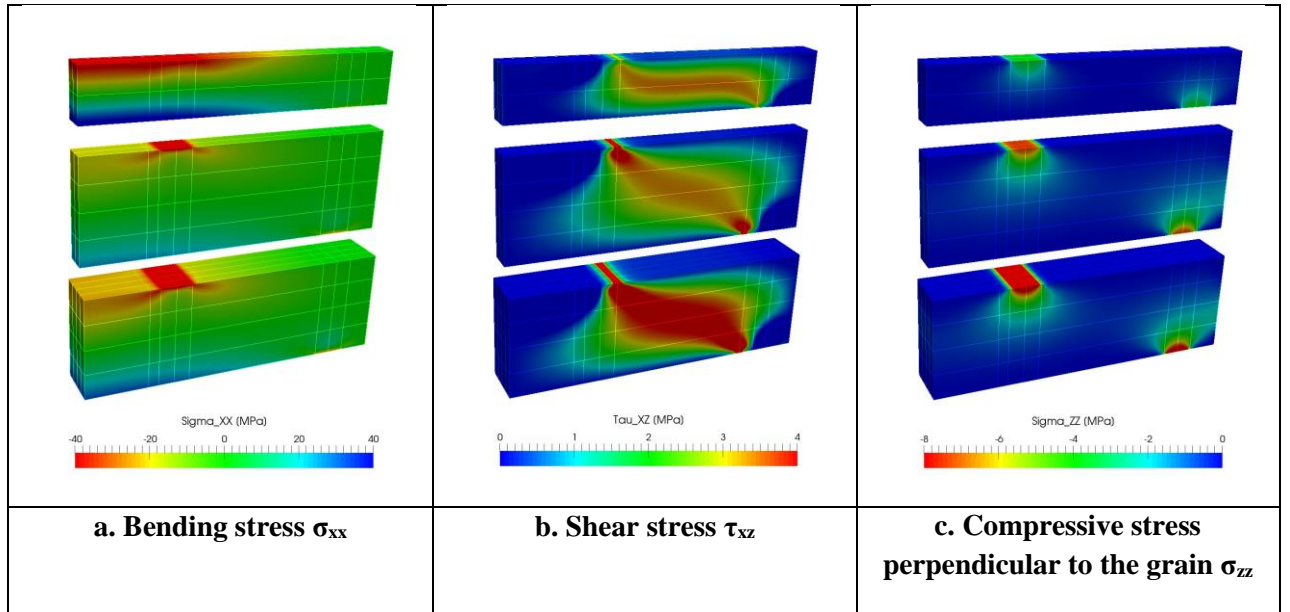 Sigma_XX (MPa)
-40 -20 0 20 40
Tau_XZ (MPa)
0 1 2 3 4
Sigma_ZZ (MPa)
-8 -6 -4 -2 0
a. Bending stress σxx
b. Shear stress τxz
c. Compressive stress
perpendicular to the grain σzz